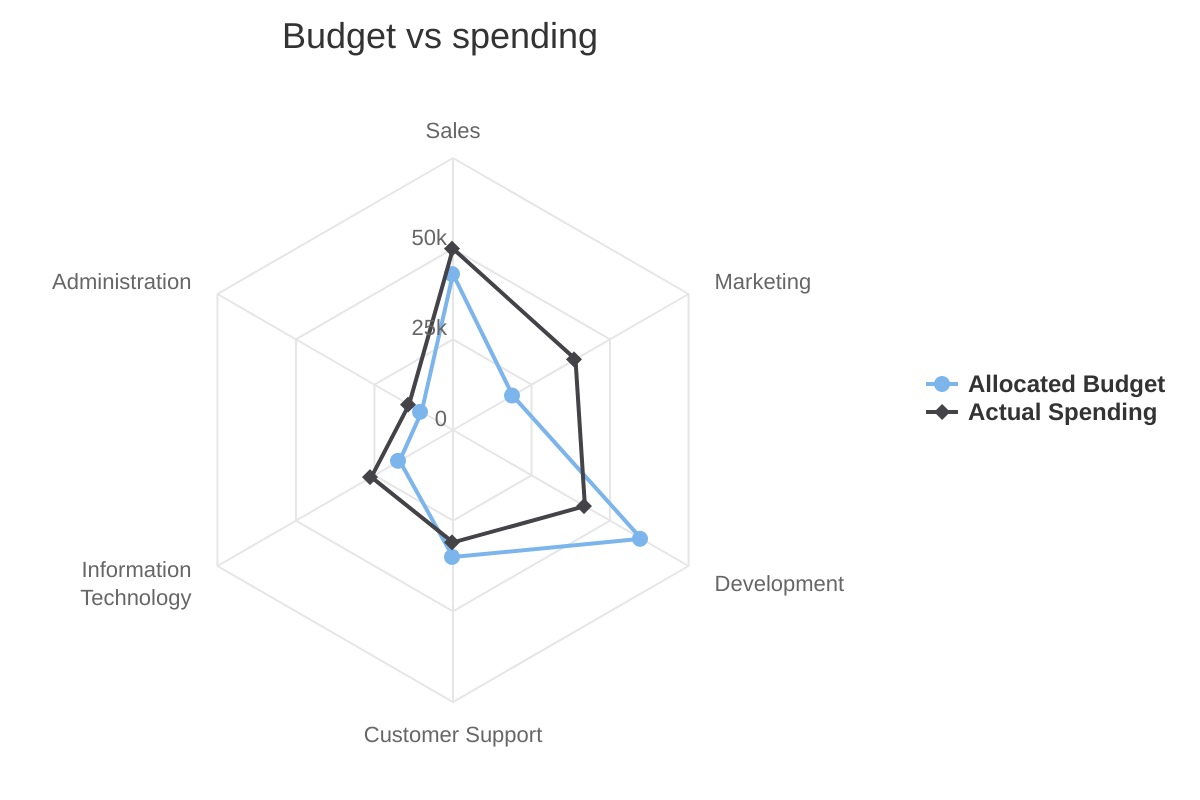 Budget vs spending
Sales
50k
Administration
Marketing
25k
Allocated Budget
Actual Spending
0
Information
Technology
Development
Customer Support